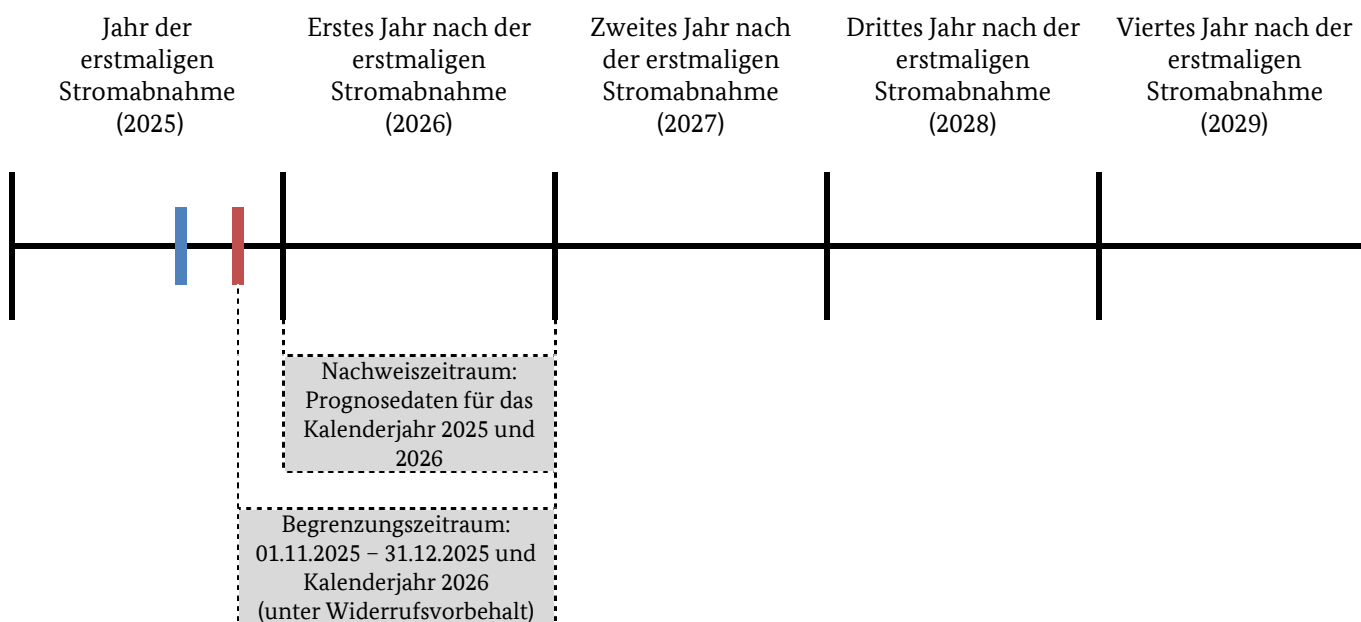 Jahr der
erstmaligen
Stromabnahme
(2025)
Erstes Jahr nach der
erstmaligen
Stromabnahme
(2026)
Zweites Jahr nach
der erstmaligen
Stromabnahme
(2027)
Drittes Jahr nach der
erstmaligen
Stromabnahme
(2028)
Viertes Jahr nach der
erstmaligen
Stromabnahme
(2029)
Nachweiszeitraum:
Prognosedaten für das
Kalenderjahr 2025 und
2026
Begrenzungszeitraum:
01.11.2025 – 31.12.2025 und
Kalenderjahr 2026
(unter Widerrufsvorbehalt)